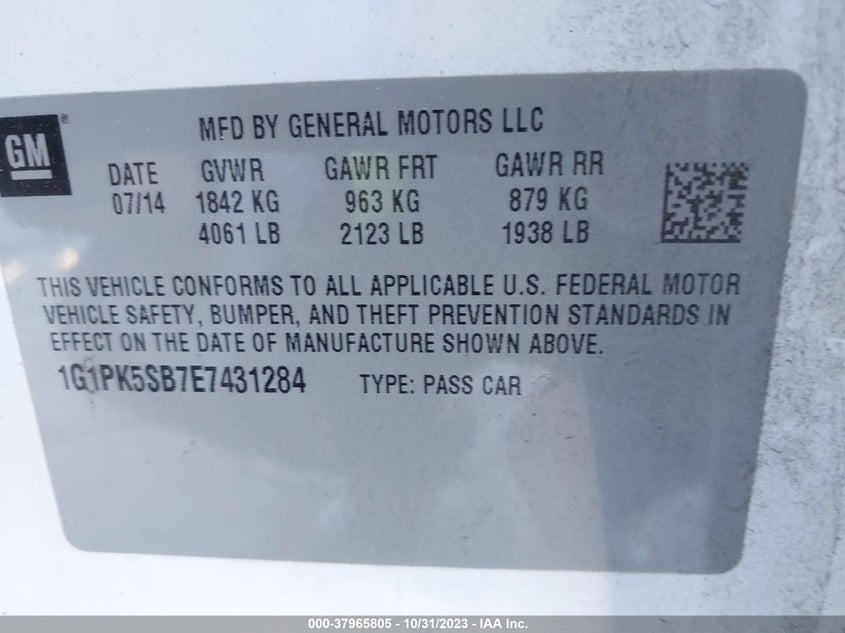 GM®
MFD BY GENERAL MOTORS LLC
DATE GVWR GAWR FRT GAWR RR
07/14 1842 KG 963 KG 879 KG
4061 LB 2123 LB 1938 LB
THIS VEHICLE CONFORMS TO ALL APPLICABLE U.S. FEDERAL MOTOR
VEHICLE SAFETY, BUMPER, AND THEFT PREVENTION STANDARDS IN
EFFECT ON THE DATE OF MANUFACTURE SHOWN ABOVE.
1G1PK5SB7E7431284 TYPE: PASS CAR
000-37965805 - 10/31/2023 - IAA Inc.